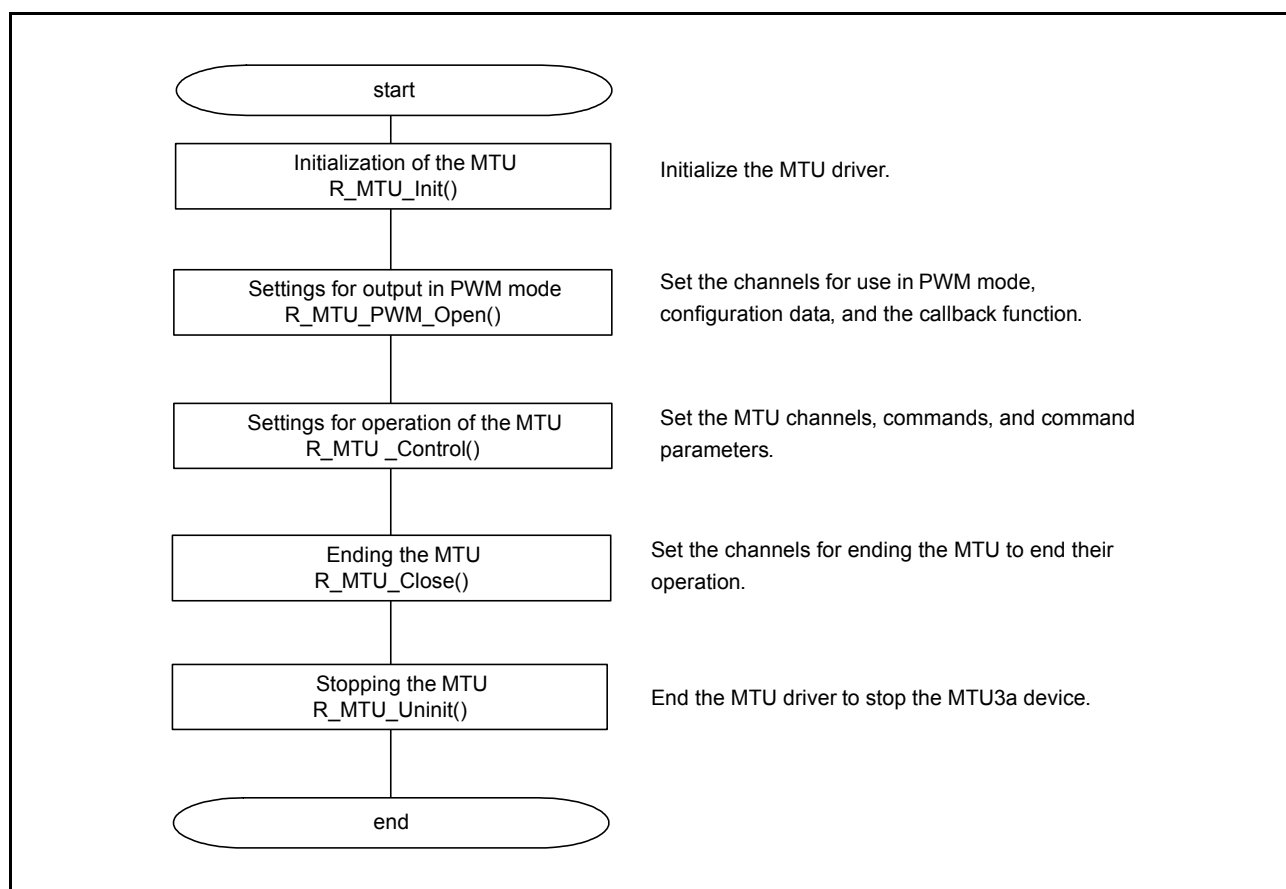 start
Initialization of the MTU
R_MTU_Init()
Initialize the MTU driver.
Settings for output in PWM mode
R_MTU_PWM_Open()
Set the channels for use in PWM mode,
configuration data, and the callback function.
Settings for operation of the MTU
R_MTU _Control()
Set the MTU channels, commands, and command
parameters.
Ending the MTU
R_MTU_Close()
Set the channels for ending the MTU to end their
operation.
Stopping the MTU
R_MTU_Uninit()
End the MTU driver to stop the MTU3a device.
end